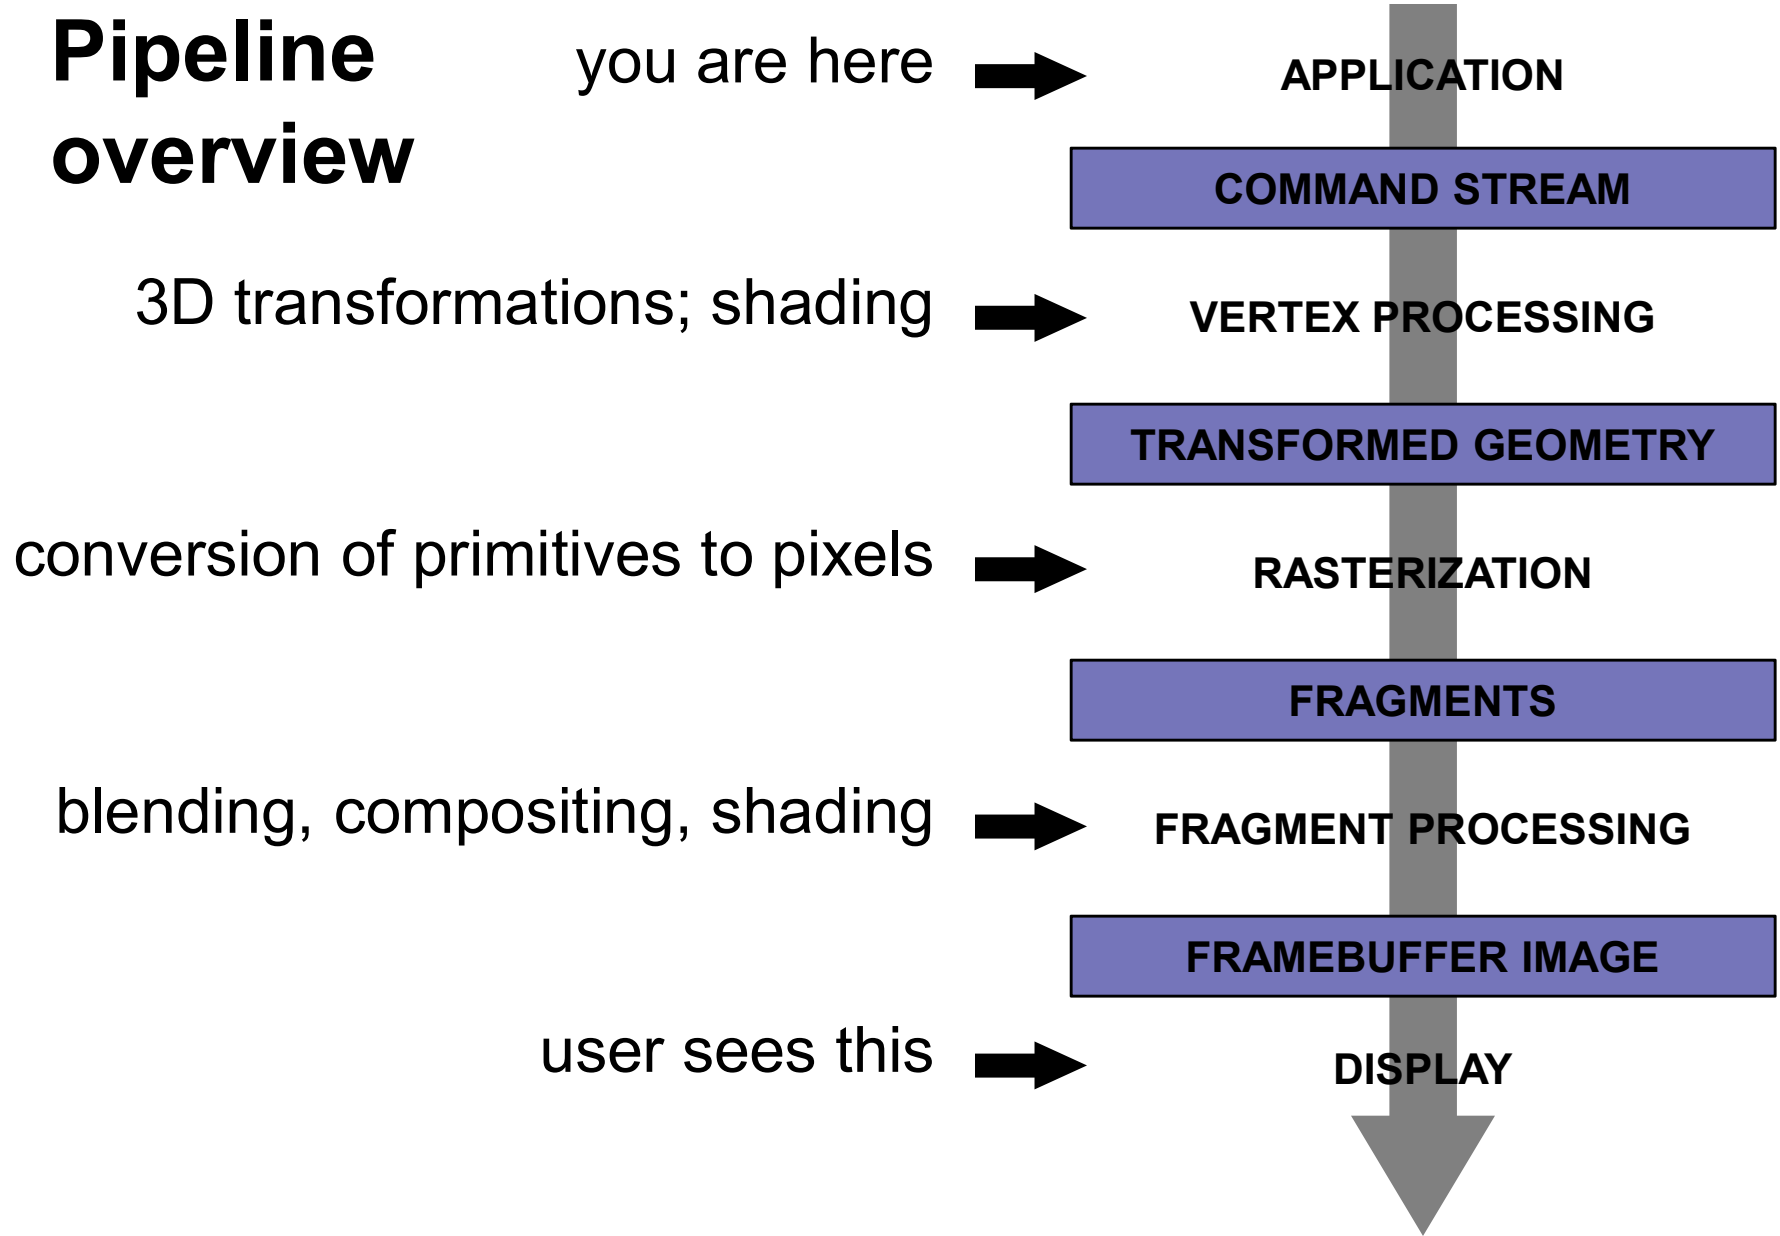 Pipeline
overview
you are here
APPLICATION
COMMAND STREAM
3D transformations; shading
VERTEX PROCESSING
TRANSFORMED GEOMETRY
conversion of primitives to pixels
RASTERIZATION
FRAGMENTS
blending, compositing, shading
FRAGMENT PROCESSING
FRAMEBUFFER IMAGE
user sees this
DISPLAY